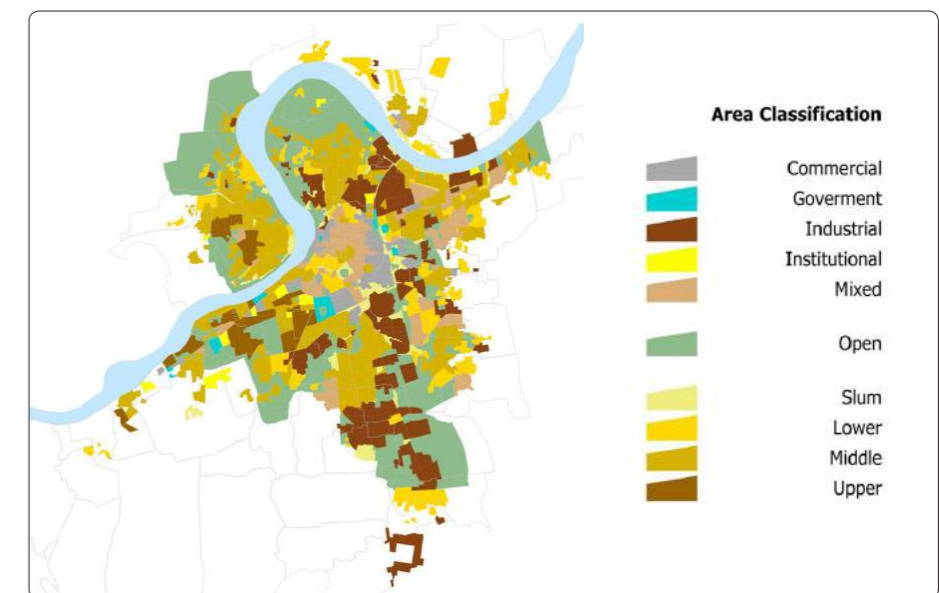 Area Classification
Commercial
Goverment
Industrial
Institutional
Mixed
Open
Slum
Lower
Middle
Upper